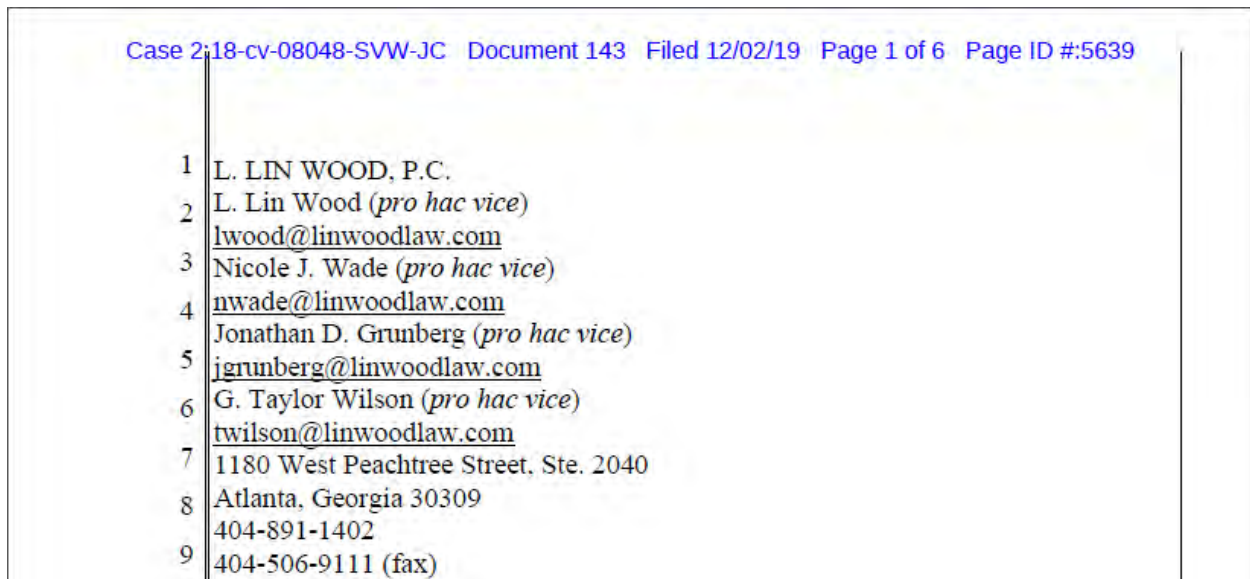 Case 2:18-cv-08048-SVW-JC Document 143 Filed 12/02/19 Page 1 of 6 Page ID #:5639
1 L. LIN WOOD, P.C.
2 L. Lin Wood (pro hac vice)
lwood@linwoodlaw.com
3 Nicole J. Wade (pro hac vice)
4 nwade@linwoodlaw.com
Jonathan D. Grunberg (pro hac vice)
5 jgrunberg@linwoodlaw.com
6 G. Taylor Wilson (pro hac vice)
twilson@linwoodlaw.com
7 1180 West Peachtree Street, Ste. 2040
8 Atlanta, Georgia 30309
404-891-1402
9 404-506-9111 (fax)